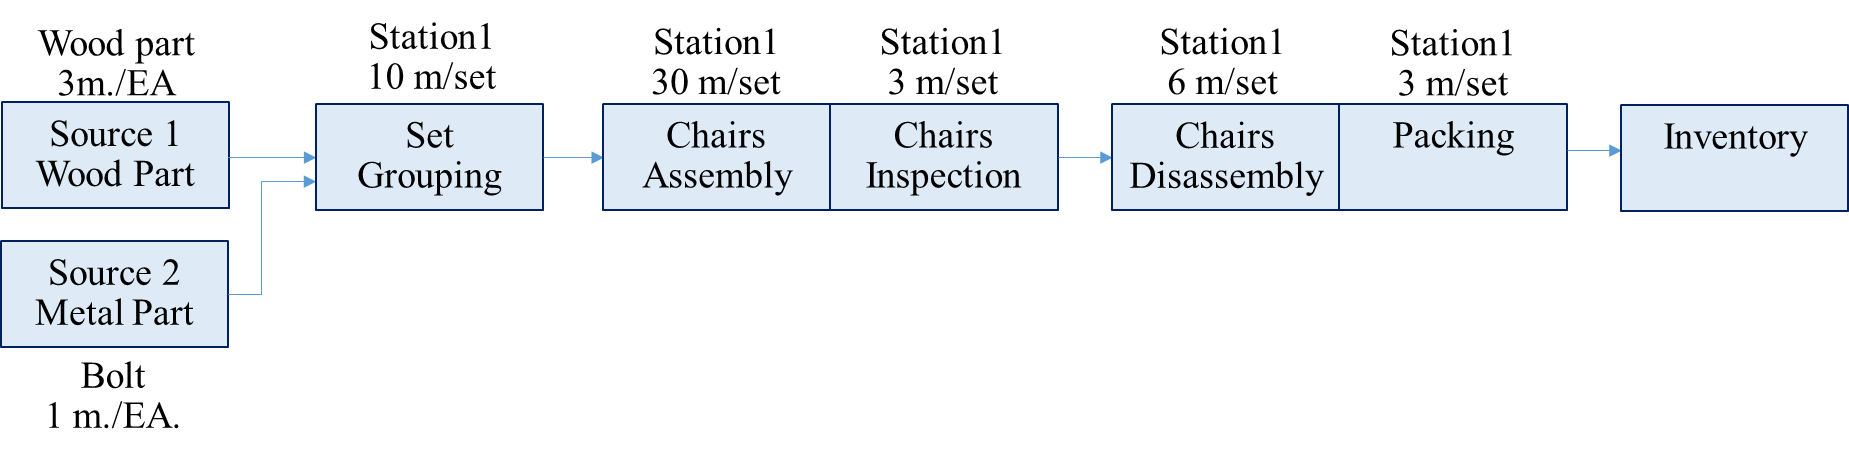 Wood part
3m./EA
Source 1
Wood Part
Source 2
Metal Part
Bolt
1 m./EA.
Station1
10 m/set
Set
Grouping
Station1
30 m/set
Chairs
Assembly
Station1
3 m/set
Chairs
Inspection
Station1
6 m/set
Chairs
Disassembly
Station1
3 m/set
Packing
Inventory